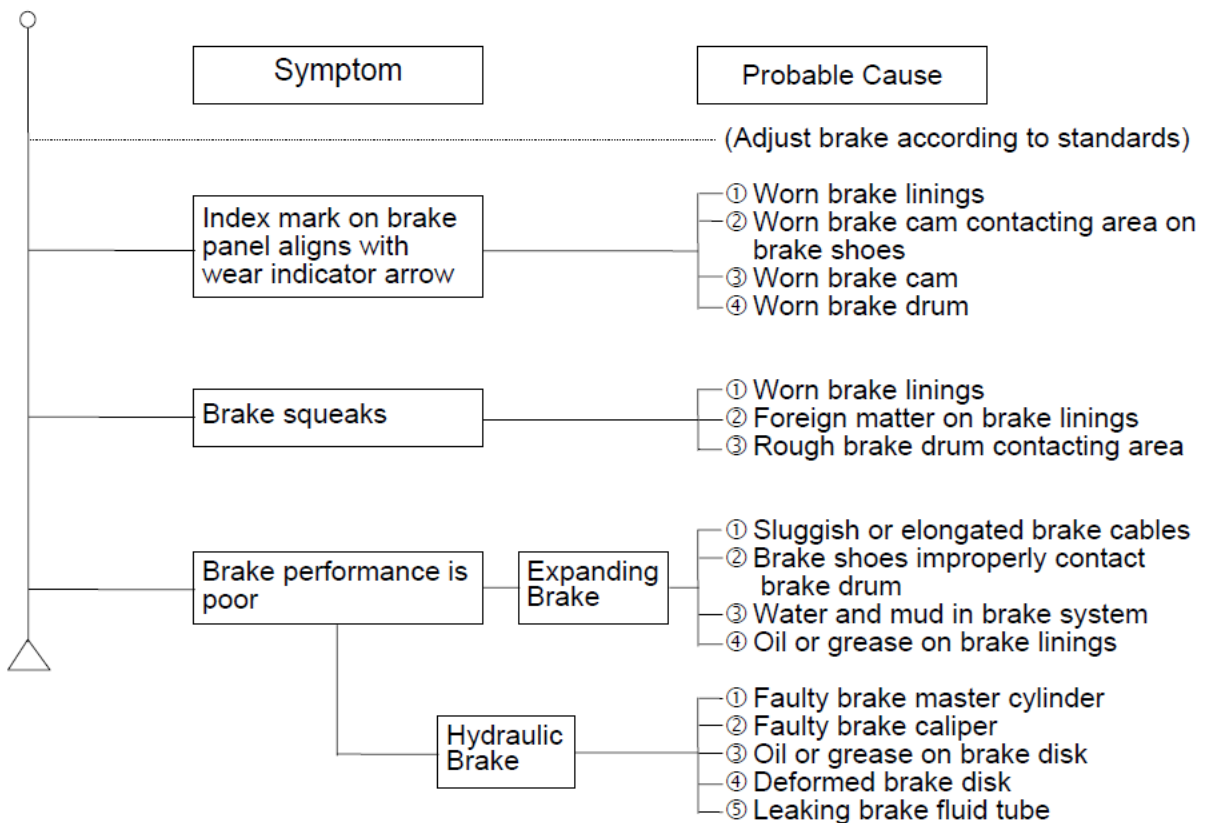 Symptom
Probable Cause
(Adjust brake according to standards)
Index mark on brake
panel aligns with
wear indicator arrow
① Worn brake linings
② Worn brake cam contacting area on
brake shoes
③ Worn brake cam
④ Worn brake drum
Brake squeaks
① Worn brake linings
② Foreign matter on brake linings
③ Rough brake drum contacting area
Brake performance is
poor
Expanding
Brake
① Sluggish or elongated brake cables
② Brake shoes improperly contact
brake drum
③ Water and mud in brake system
④ Oil or grease on brake linings
Hydraulic
Brake
① Faulty brake master cylinder
② Faulty brake caliper
③ Oil or grease on brake disk
④ Deformed brake disk
⑤ Leaking brake fluid tube